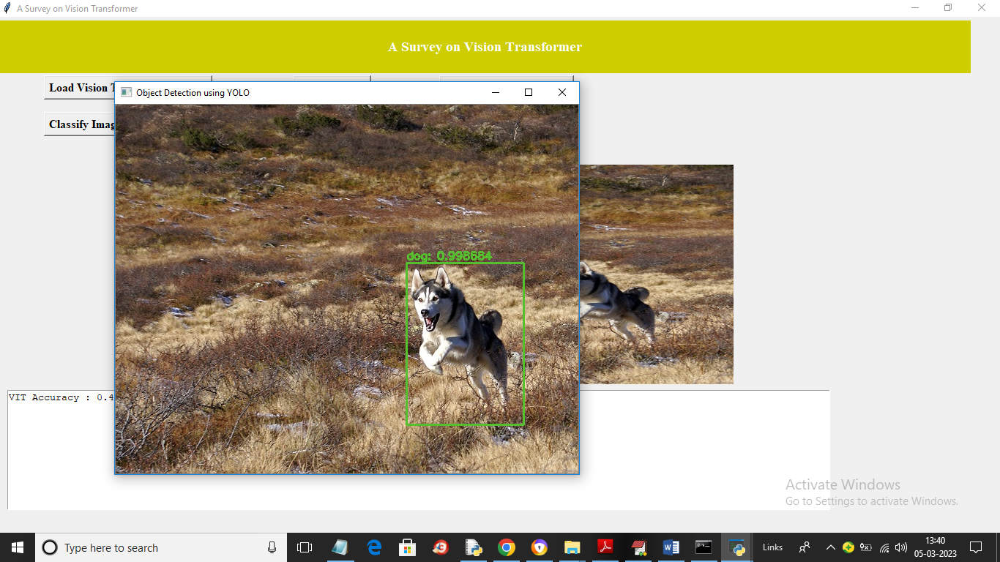 A Survey on Vision Transformer
A Survey on Vision Transformer
Load Vision T
Classify Imag
Object Detection using YOLO
dog: 0.998684
VIT Accuracy : 0.4
Activate Windows
Go to Settings to activate Windows.
Type here to search
Links
13:40
05-03-2023